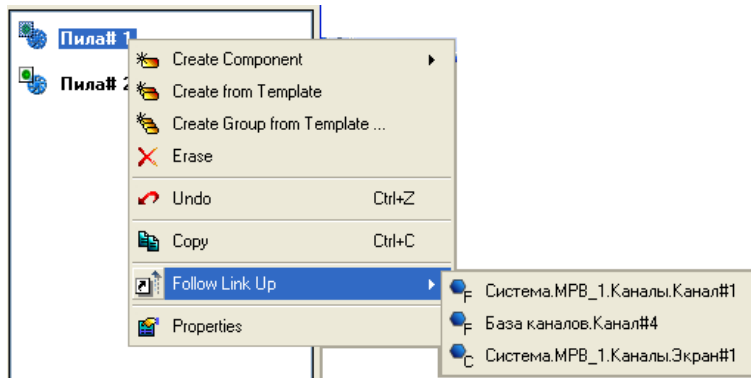 Пила# 1
Пила# 2
Create Component
Create from Template
Create Group from Template ...
Erase
Undo Ctrl+Z
Copy Ctrl+C
Follow Link Up
Properties
Система.МРВ_1.Каналы.Канал#1
База каналов.Канал#4
Система.МРВ_1.Каналы.Экран#1